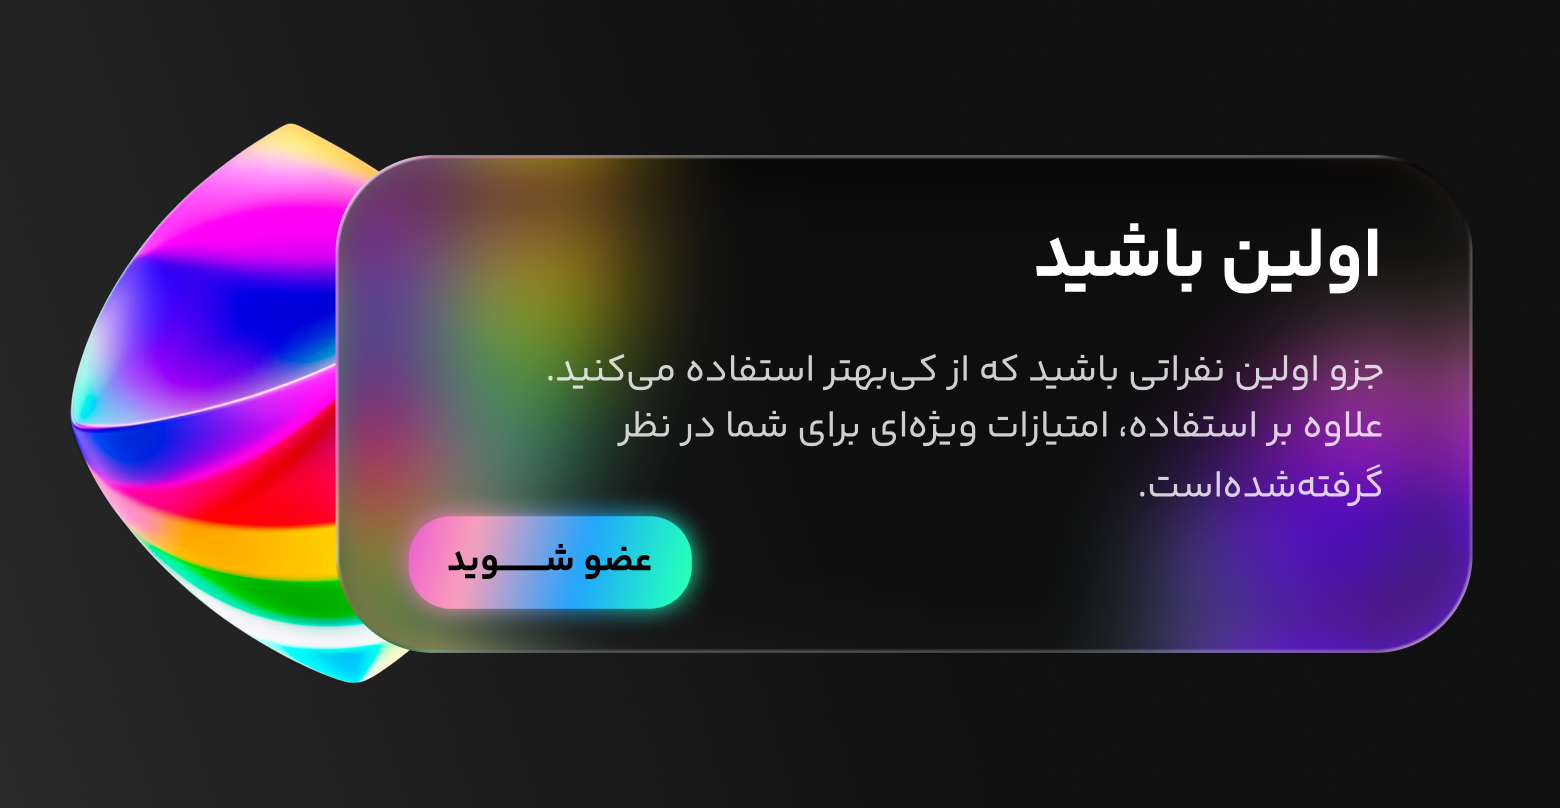 اولین باشید
جزو اولین نفراتی باشید که از کی‌بهتر استفاده می‌کنید.
علاوه بر استفاده، امتیازات ویژه‌ای برای شما در نظر
گرفته‌شده‌است.
عضو شـــــوید